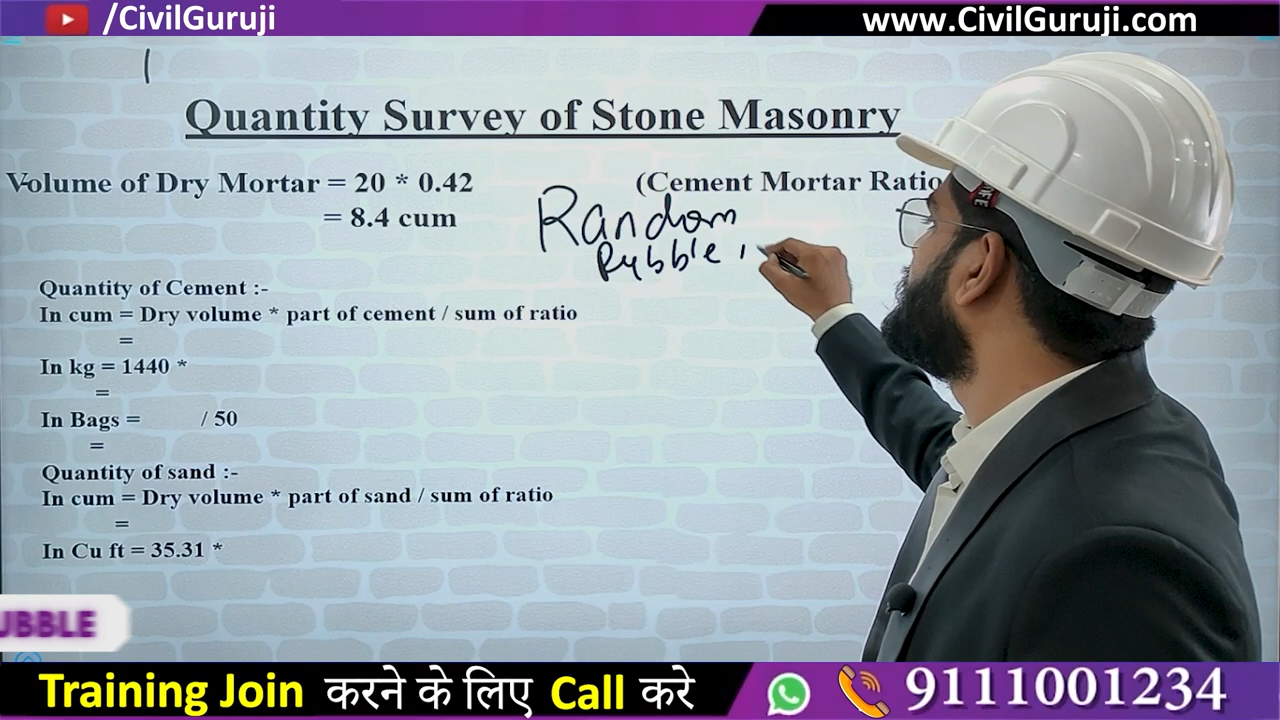 /CivilGuruji
www.CivilGuruji.com
Quantity Survey of Stone Masonry
Volume of Dry Mortar = 20 * 0.42
= 8.4 cum
(Cement Mortar Ratio
Random
Rubble
Quantity of Cement :-
In cum = Dry volume * part of cement / sum of ratio
=
In kg = 1440 *
=
In Bags = / 50
=
Quantity of sand :-
In cum = Dry volume * part of sand / sum of ratio
=
In Cu ft = 35.31 *
UBBLE
Training Join करने के लिए Call करे
9111001234